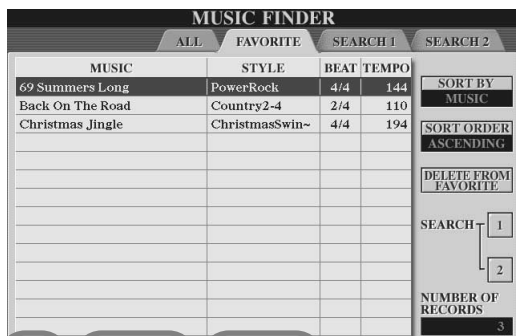 MUSIC FINDER
ALL FAVORITE SEARCH 1 SEARCH 2
MUSIC STYLE BEAT TEMPO
69 Summers Long PowerRock 4/4 144
Back On The Road Country2-4 2/4 110
Christmas Jingle ChristmasSwin~ 4/4 194
SORT BY
MUSIC
SORT ORDER
ASCENDING
DELETE FROM
FAVORITE
SEARCH 1
2
NUMBER OF
RECORDS
3